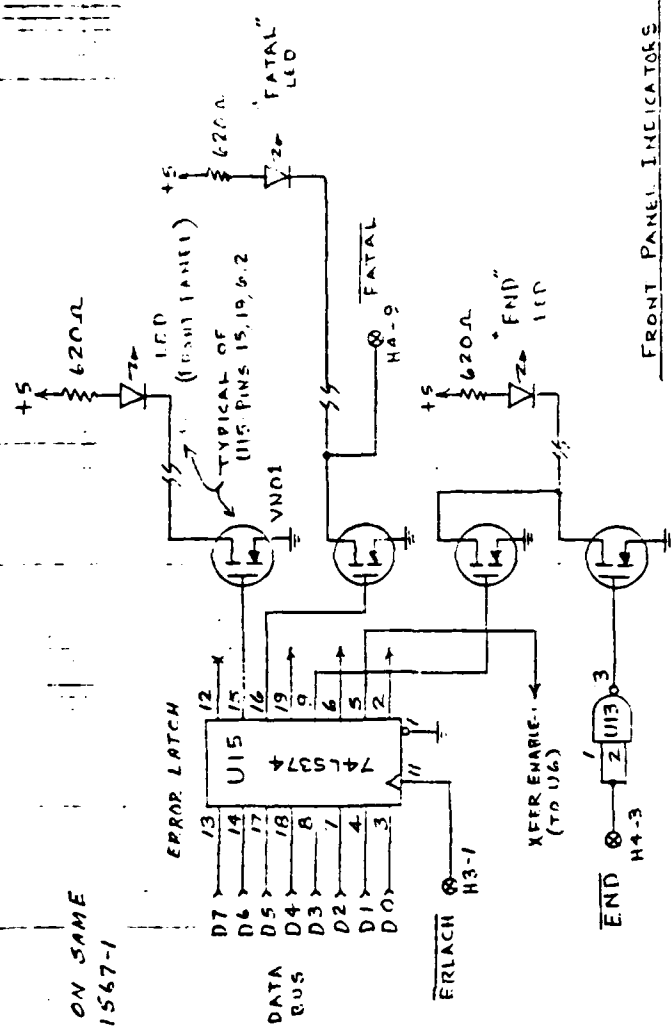 ON SAME
1567-1
ERROR LATCH
DATA
BUS
D7
D6
D5
D4
D3
D2
D1
D0
13
14
17
18
8
7
4
3
U15
74LS374
12
15
16
19
9
6
5
2
1
11
ERLACH
H3-1
XFER ENABLE
(TO U6)
END
H4-3
1
2
U13
3
+5
620Ω
LED
(FRONT PANEL)
TYPICAL OF
U15 PINS 15,19,6,2
VN01
+5
620Ω
"FATAL"
LED
FATAL
H4-9
+5
620Ω
"END"
LED
FRONT PANEL INDICATORS